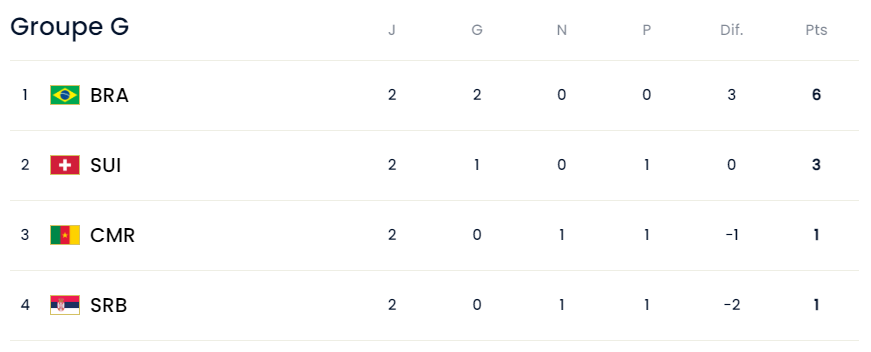 Groupe G J G N P Dif. Pts
1 BRA 2 2 0 0 3 6
2 SUI 2 1 0 1 0 3
3 CMR 2 0 1 1 -1 1
4 SRB 2 0 1 1 -2 1